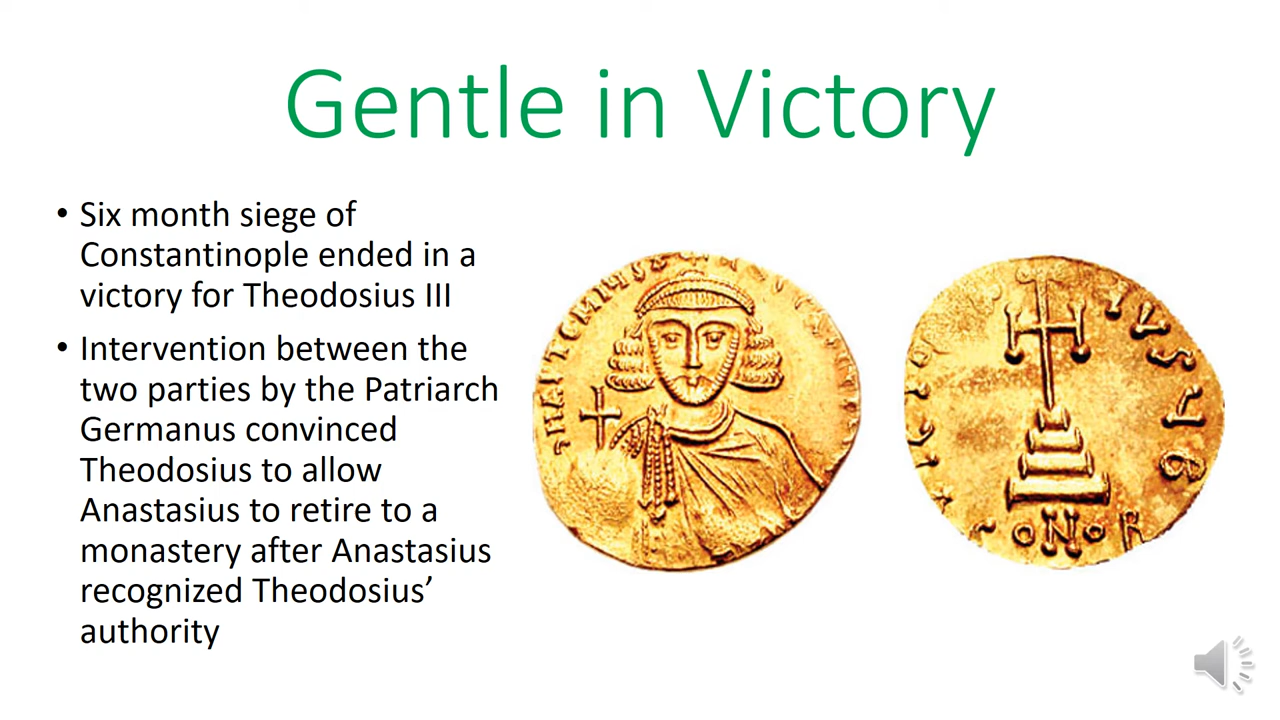 Gentle in Victory
• Six month siege of
Constantinople ended in a
victory for Theodosius III
• Intervention between the
two parties by the Patriarch
Germanus convinced
Theodosius to allow
Anastasius to retire to a
monastery after Anastasius
recognized Theodosius’
authority